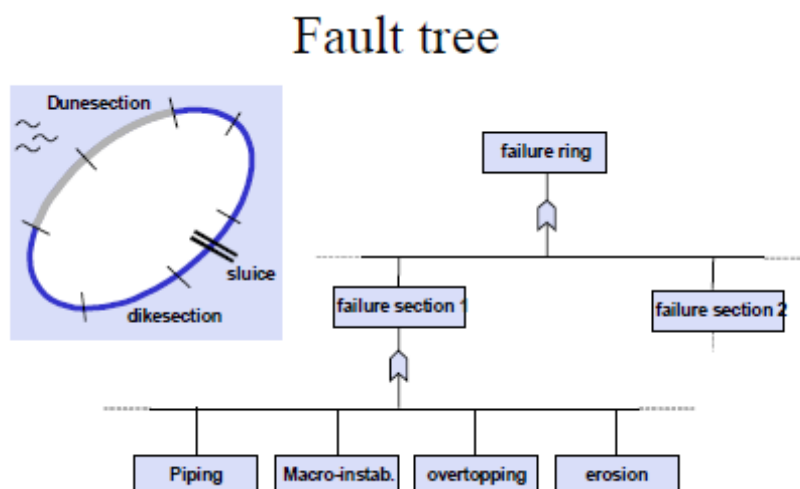 Fault tree
Dunesection
sluice
dikesection
failure ring
failure section 1
failure section 2
Piping
Macro-instab.
overtopping
erosion